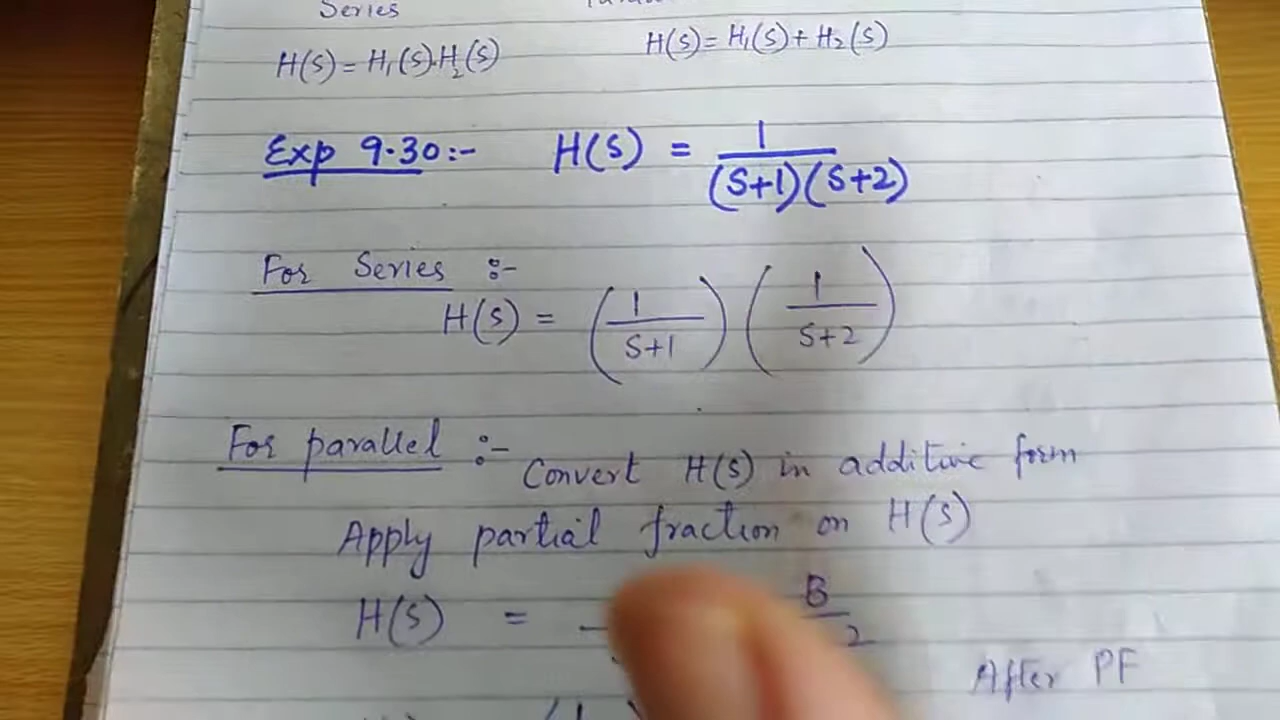 Series
H(S) = H₁(S).H₂(S) H(S) = H₁(S) + H₂(S)
Exp 9.30:- H(S) = 1/((S+1)(S+2))
For Series :-
H(S) = (1/(S+1)) (1/(S+2))
For parallel :- Convert H(S) in additive form
Apply partial fraction on H(S)
H(S) = B/2
After PF